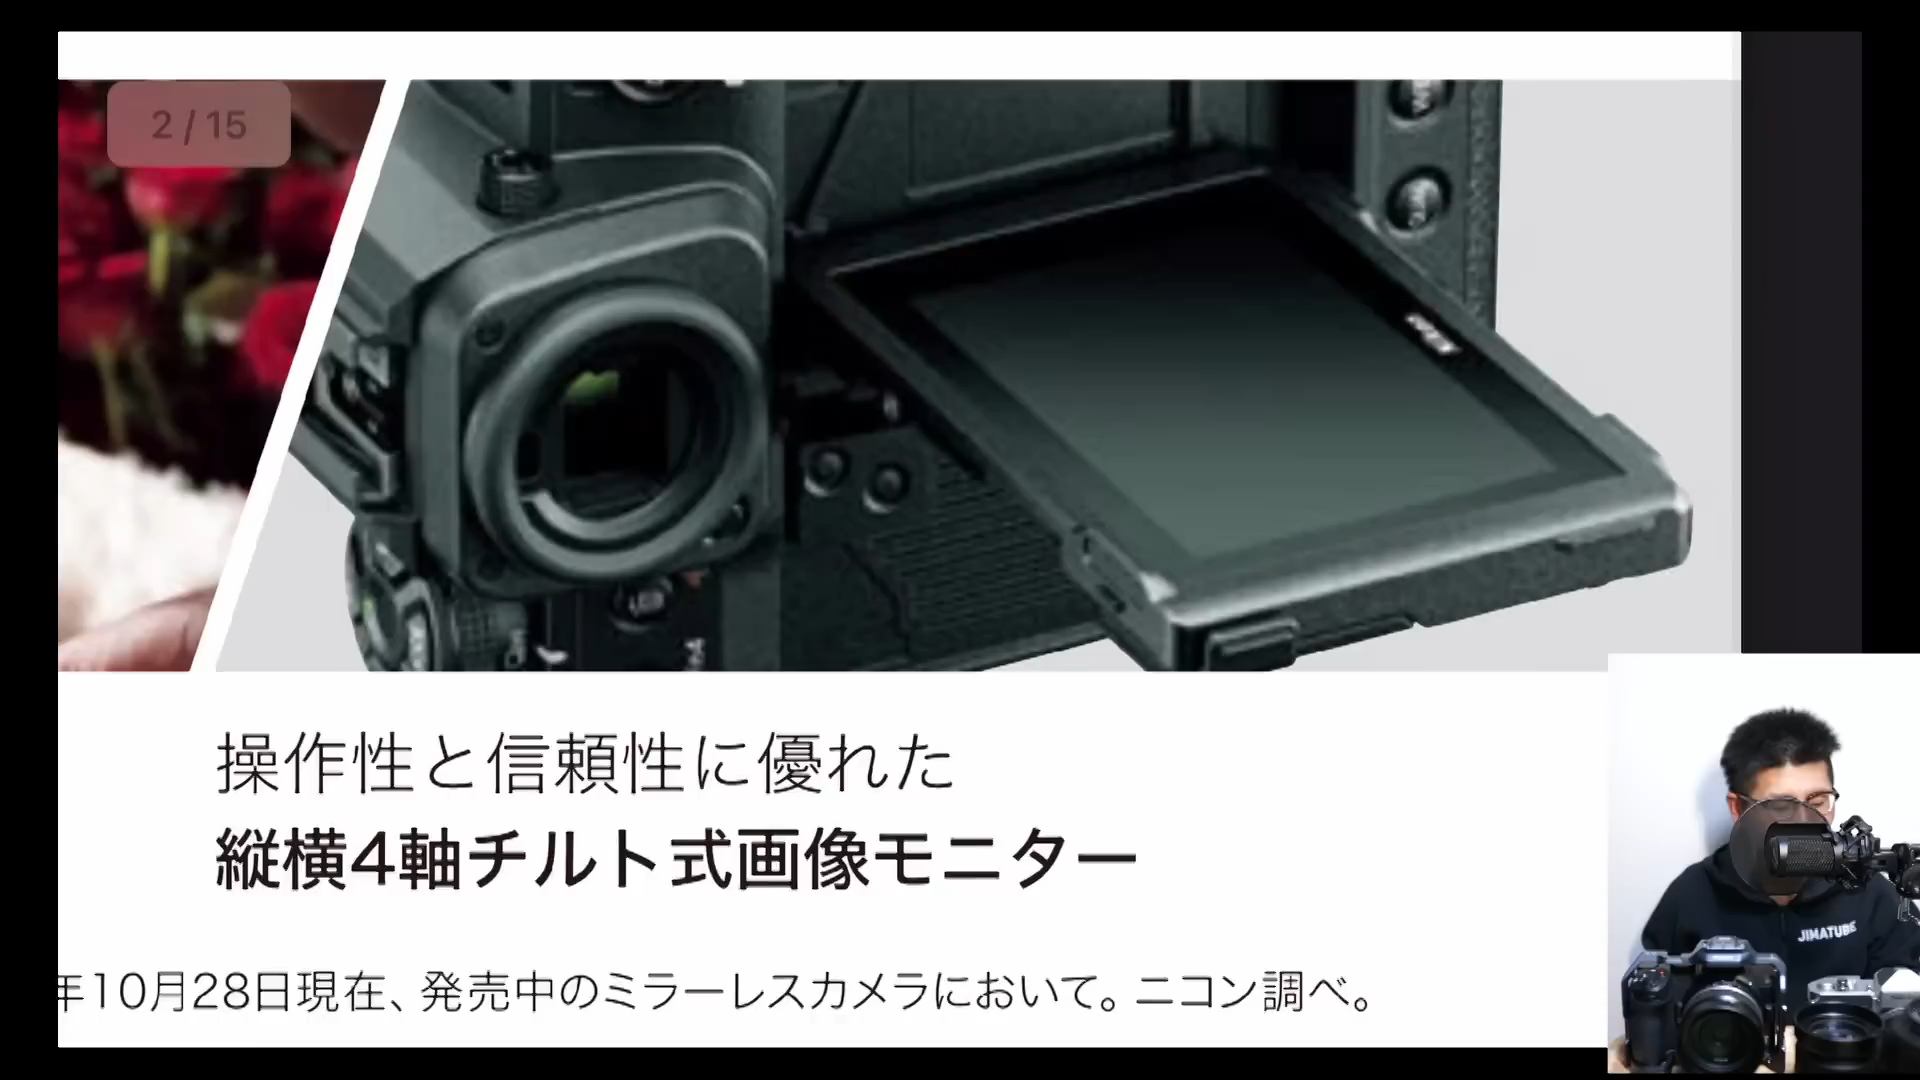 2 / 15
操作性と信頼性に優れた
縦横4軸チルト式画像モニター
年10月28日現在、発売中のミラーレスカメラにおいて。ニコン調べ。
JIMATUBE